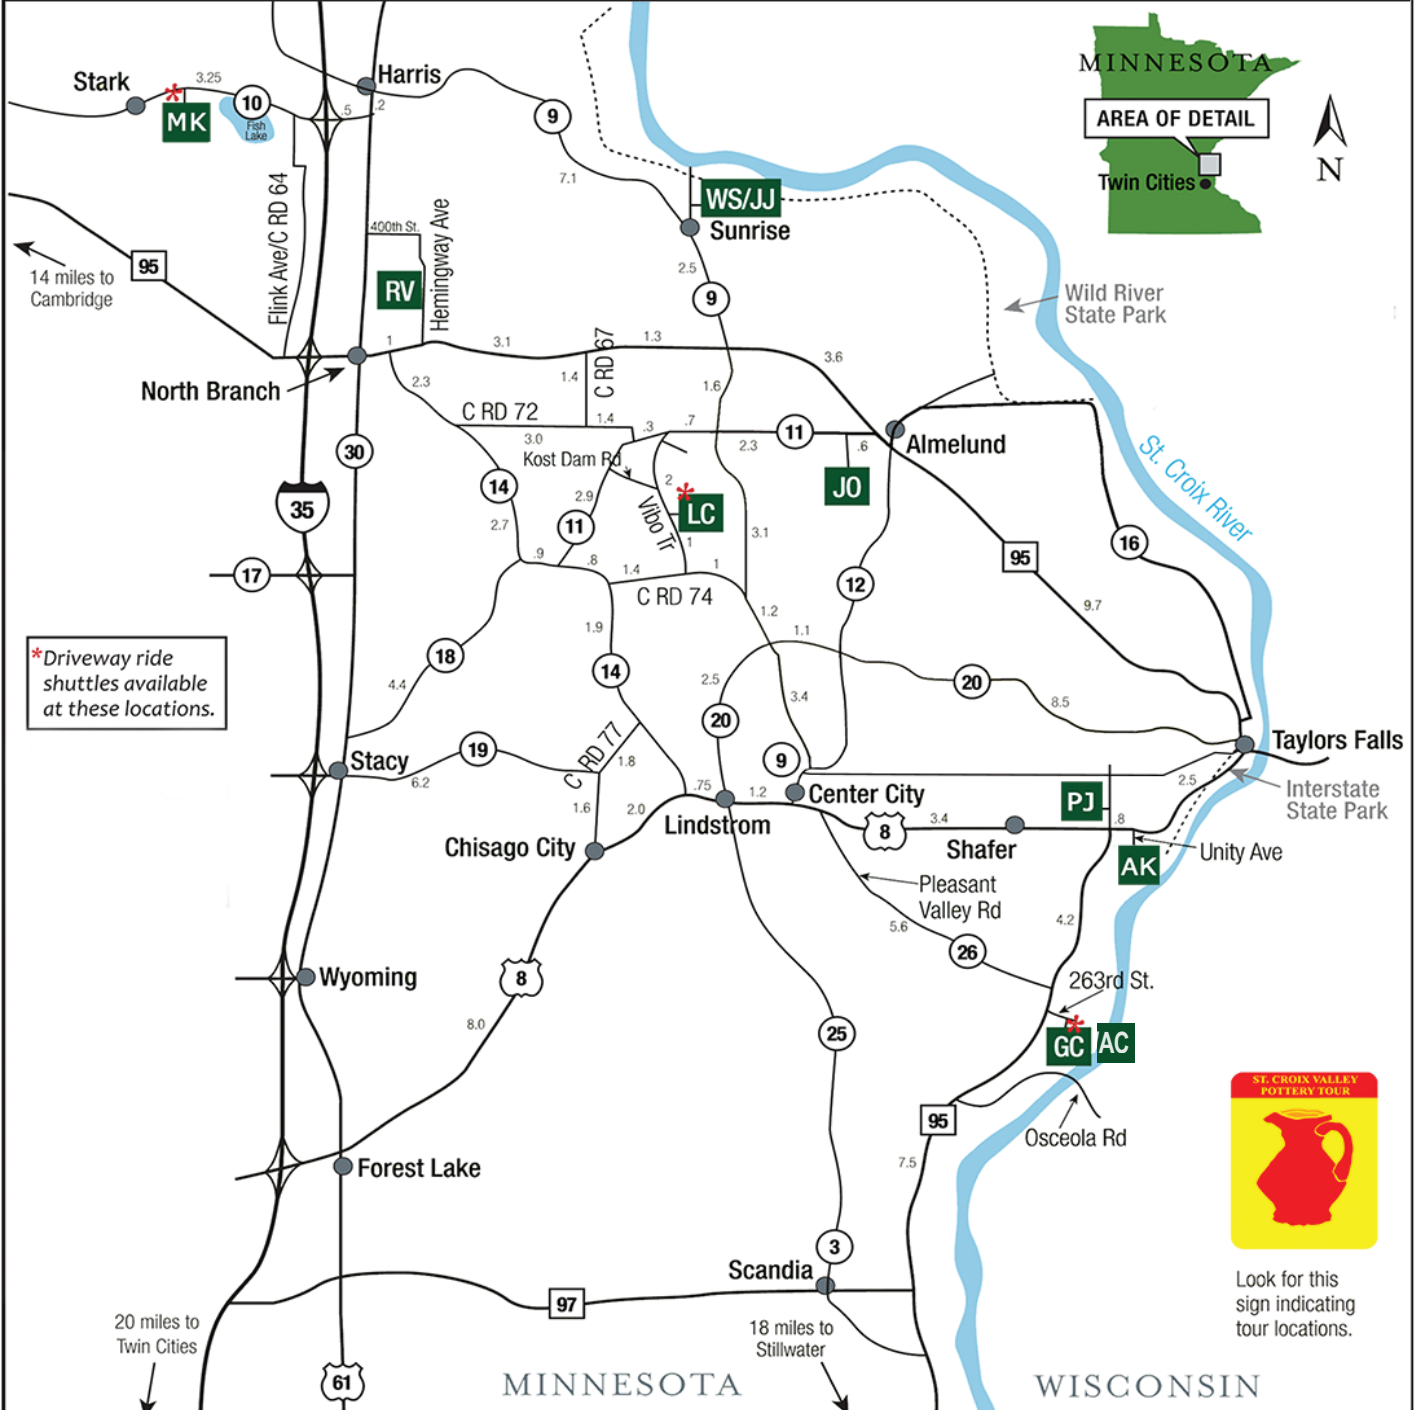 MINNESOTA
AREA OF DETAIL
Twin Cities
N
Stark
3.25
10
MK
Fish
Lake
.5
.2
Harris
9
7.1
WS/JJ
Sunrise
2.5
9
Flink Ave/C RD 64
400th St.
Hemingway Ave
RV
95
14 miles to
Cambridge
Wild River
State Park
North Branch
1
3.1
1.3
3.6
2.3
1.4
C RD 67
1.6
C RD 72
1.4
.3
.7
3.0
2.3
11
.6
Almelund
Kost Dam Rd
JO
30
14
35
2.9
2
LC
Vibo Tr
2.7
11
3.1
1
95
16
St. Croix River
17
.9
.8
1.4
1
C RD 74
12
9.7
1.2
1.9
1.1
18
14
2.5
20
20
4.4
3.4
8.5
*Driveway ride
shuttles available
at these locations.
Stacy
19
6.2
C RD 77
1.8
9
Taylors Falls
2.5
Interstate
State Park
1.6
2.0
.75
1.2
Center City
PJ
Lindstrom
8
3.4
.8
Shafer
Chisago City
AK
Unity Ave
Pleasant
Valley Rd
5.6
4.2
26
Wyoming
8
8.0
263rd St.
25
GC
/AC
95
Osceola Rd
7.5
Forest Lake
ST. CROIX VALLEY
POTTERY TOUR
Look for this
sign indicating
tour locations.
3
Scandia
97
20 miles to
Twin Cities
18 miles to
Stillwater
61
MINNESOTA
WISCONSIN